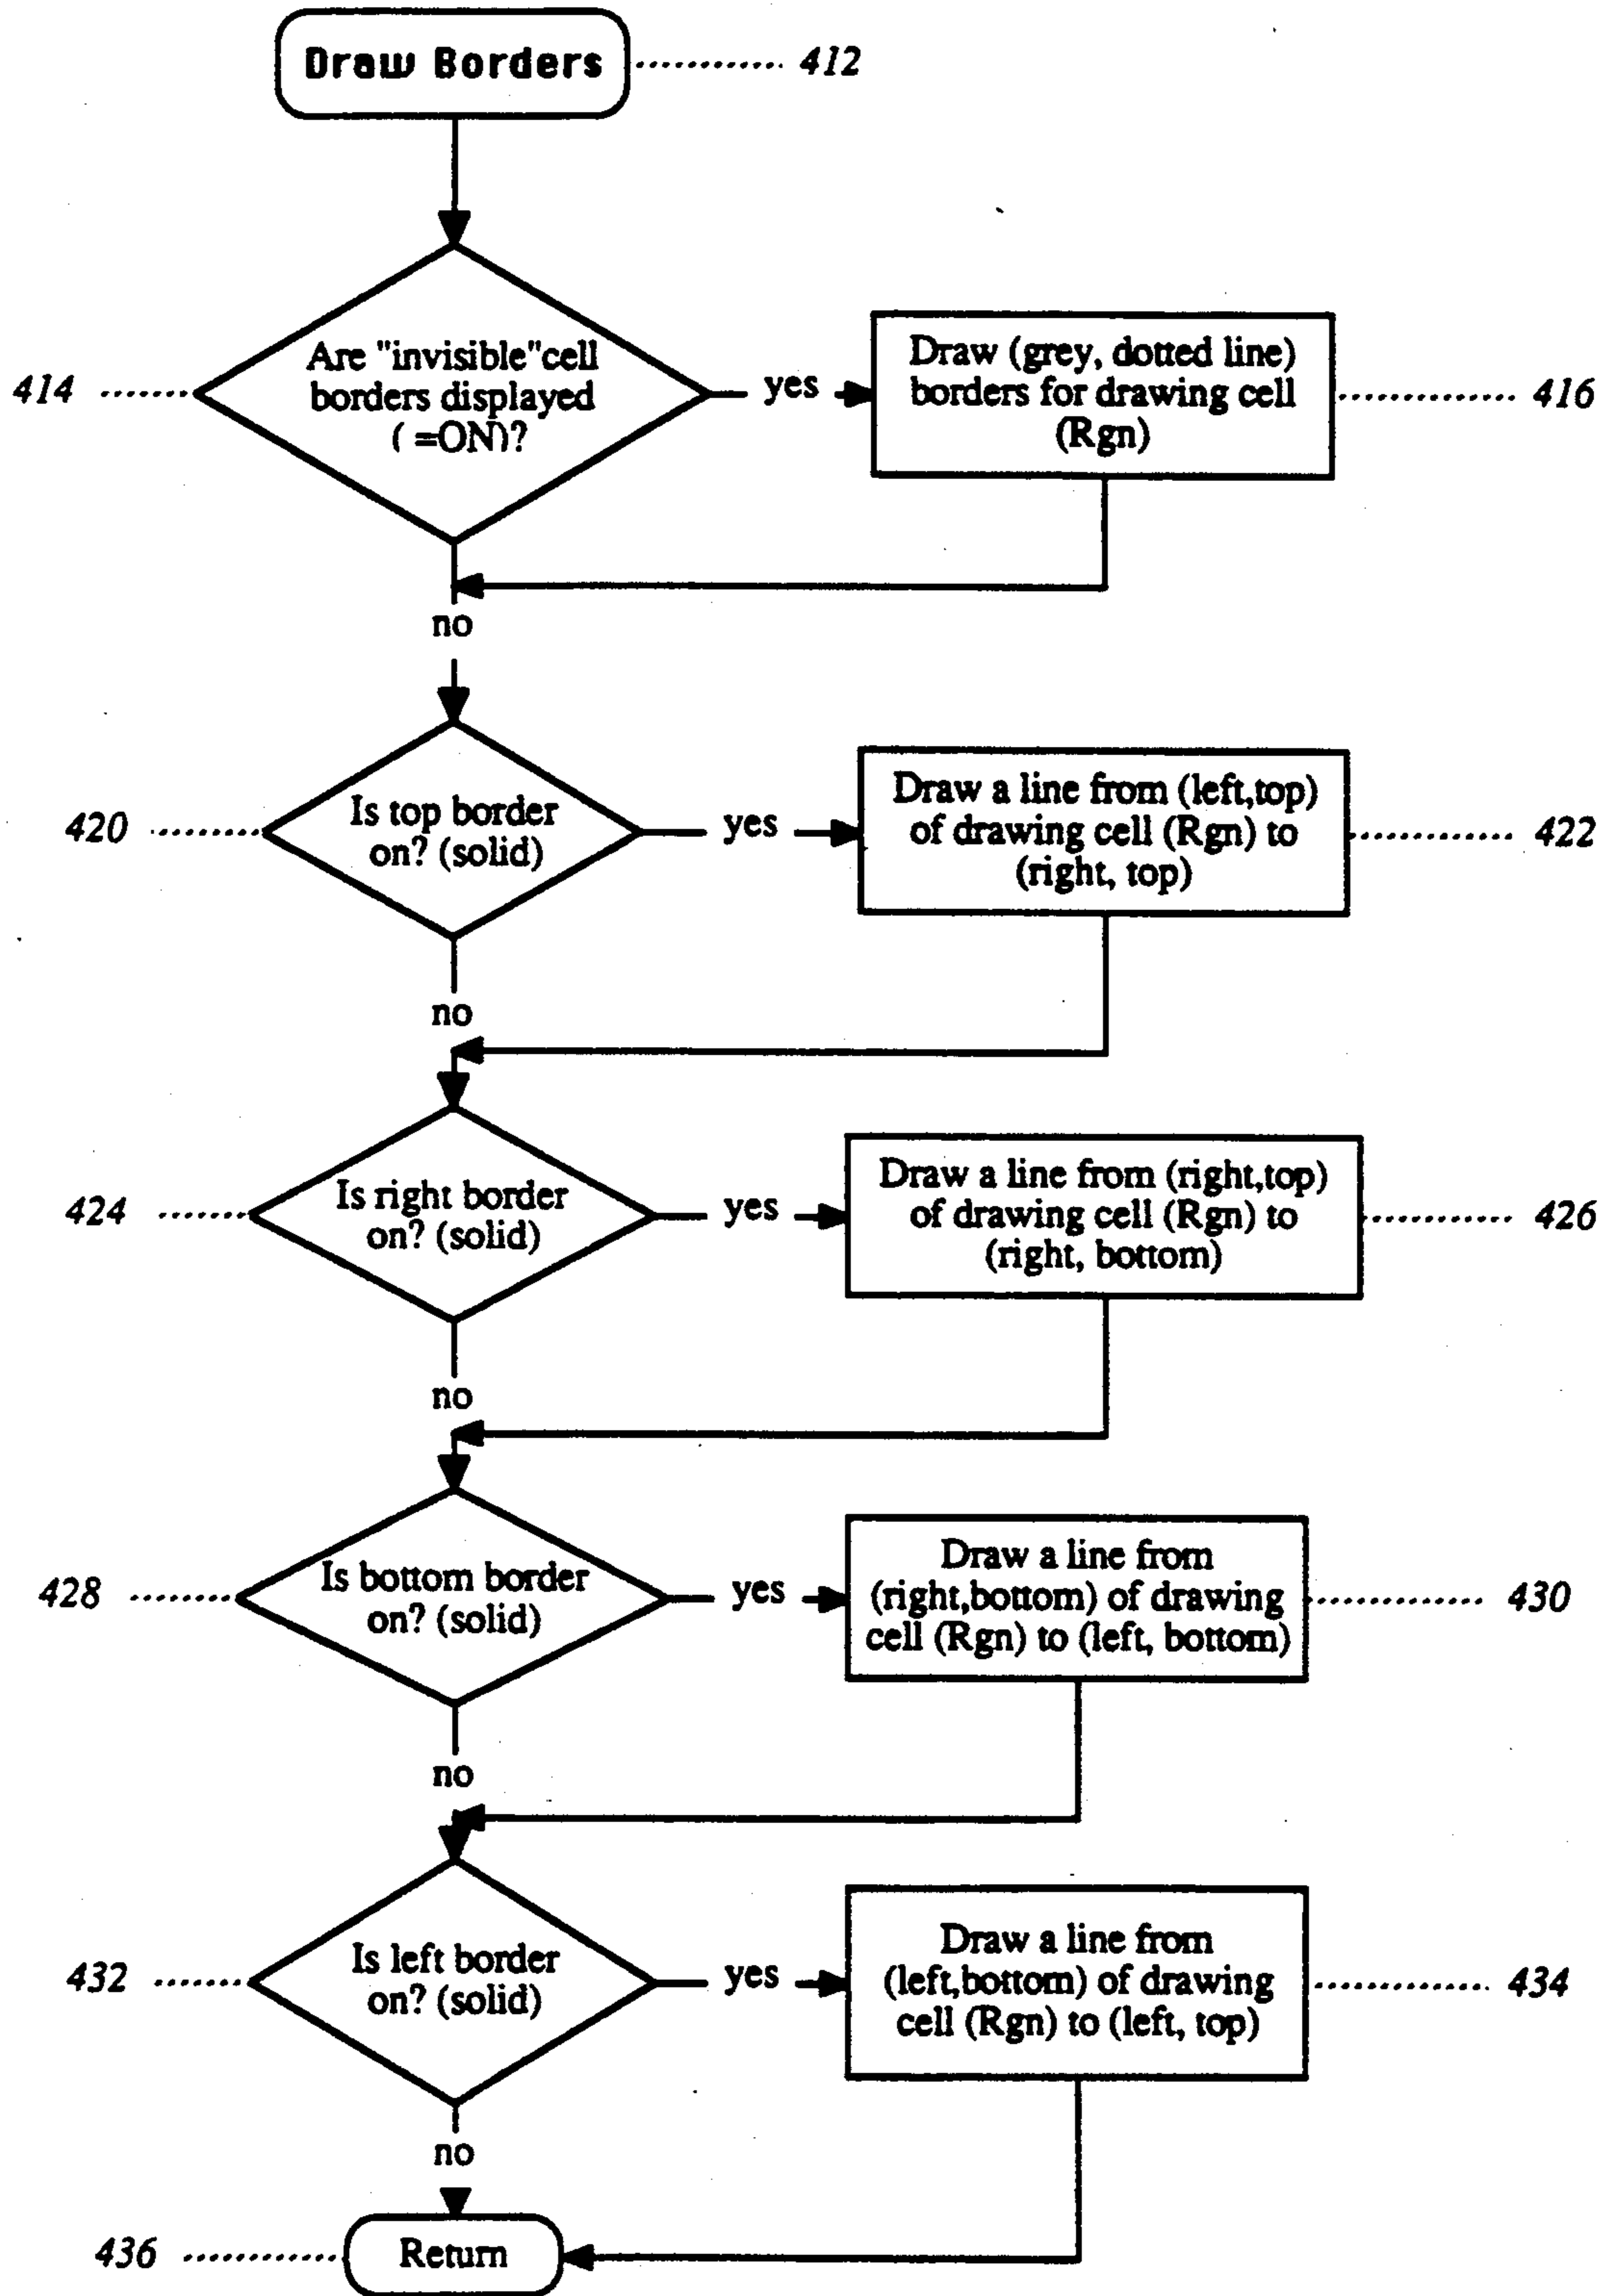 Draw Borders
412
Are "invisible"cell
borders displayed
( =ON)?
414
yes
Draw (grey, dotted line)
borders for drawing cell
(Rgn)
416
no
420
Is top border
on? (solid)
yes
Draw a line from (left,top)
of drawing cell (Rgn) to
(right, top)
422
no
424
Is right border
on? (solid)
yes
Draw a line from (right,top)
of drawing cell (Rgn) to
(right, bottom)
426
no
428
Is bottom border
on? (solid)
yes
Draw a line from
(right,bottom) of drawing
cell (Rgn) to (left, bottom)
430
no
432
Is left border
on? (solid)
yes
Draw a line from
(left,bottom) of drawing
cell (Rgn) to (left, top)
434
no
436
Return